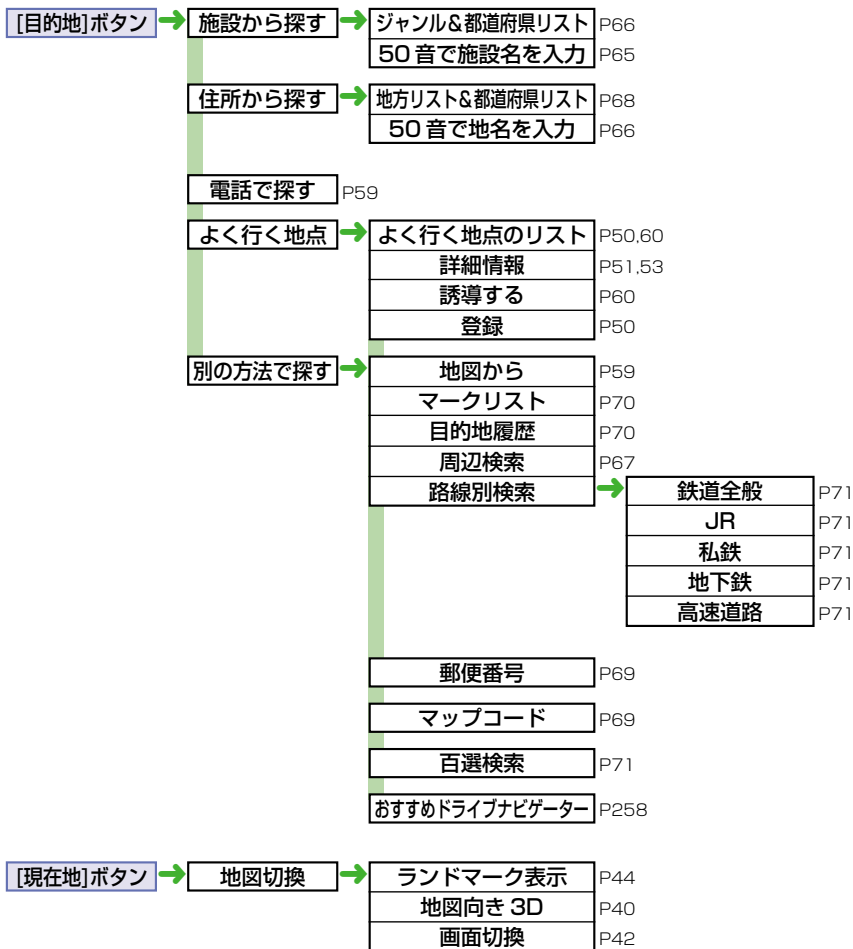 [目的地]ボタン 施設から探す ジャンル&都道府県リスト P66
50音で施設名を入力 P65
住所から探す 地方リスト&都道府県リスト P68
50音で地名を入力 P66
電話で探す P59
よく行く地点 よく行く地点のリスト P50,60
詳細情報 P51,53
誘導する P60
登録 P50
別の方法で探す 地図から P59
マークリスト P70
目的地履歴 P70
周辺検索 P67
路線別検索 鉄道全般 P71
JR P71
私鉄 P71
地下鉄 P71
高速道路 P71
郵便番号 P69
マップコード P69
百選検索 P71
おすすめドライブナビゲーター P258
[現在地]ボタン 地図切換 ランドマーク表示 P44
地図向き3D P40
画面切換 P42